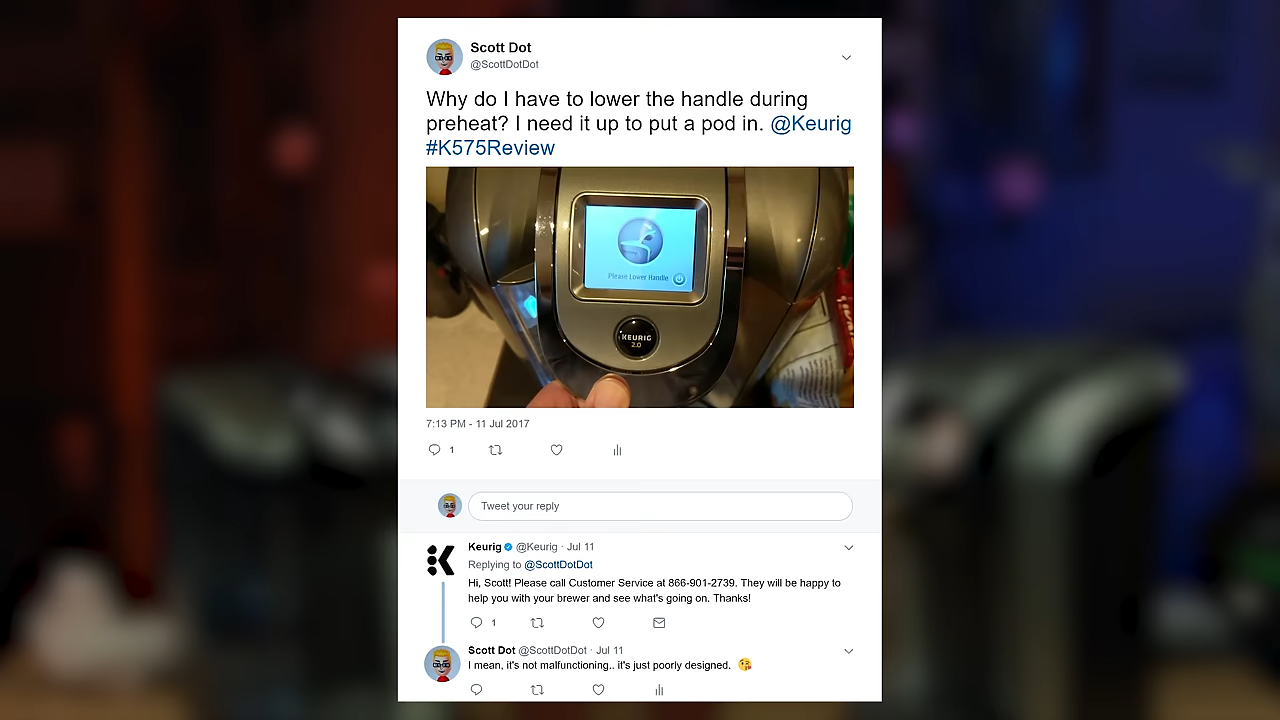 Scott Dot
@ScottDotDot
Why do I have to lower the handle during
preheat? I need it up to put a pod in. @Keurig
#K575Review
Please Lower Handle
KEURIG
2.0
7:13 PM - 11 Jul 2017
1
Tweet your reply
Keurig @Keurig · Jul 11
Replying to @ScottDotDot
Hi, Scott! Please call Customer Service at 866-901-2739. They will be happy to
help you with your brewer and see what's going on. Thanks!
1
Scott Dot @ScottDotDot · Jul 11
I mean, it's not malfunctioning.. it's just poorly designed. 😘